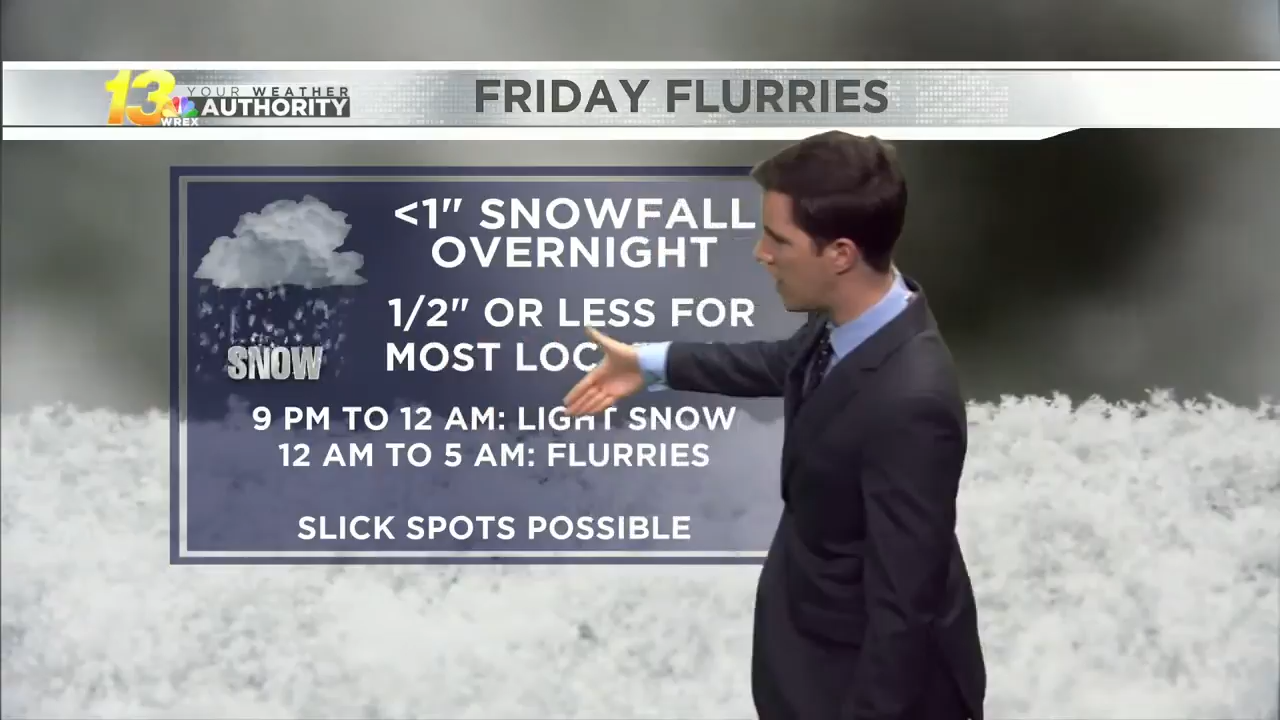 13
YOUR WEATHER
AUTHORITY
WREX
FRIDAY FLURRIES
<1" SNOWFALL
OVERNIGHT
1/2" OR LESS FOR
MOST LOC
SNOW
9 PM TO 12 AM: LIGHT SNOW
12 AM TO 5 AM: FLURRIES
SLICK SPOTS POSSIBLE